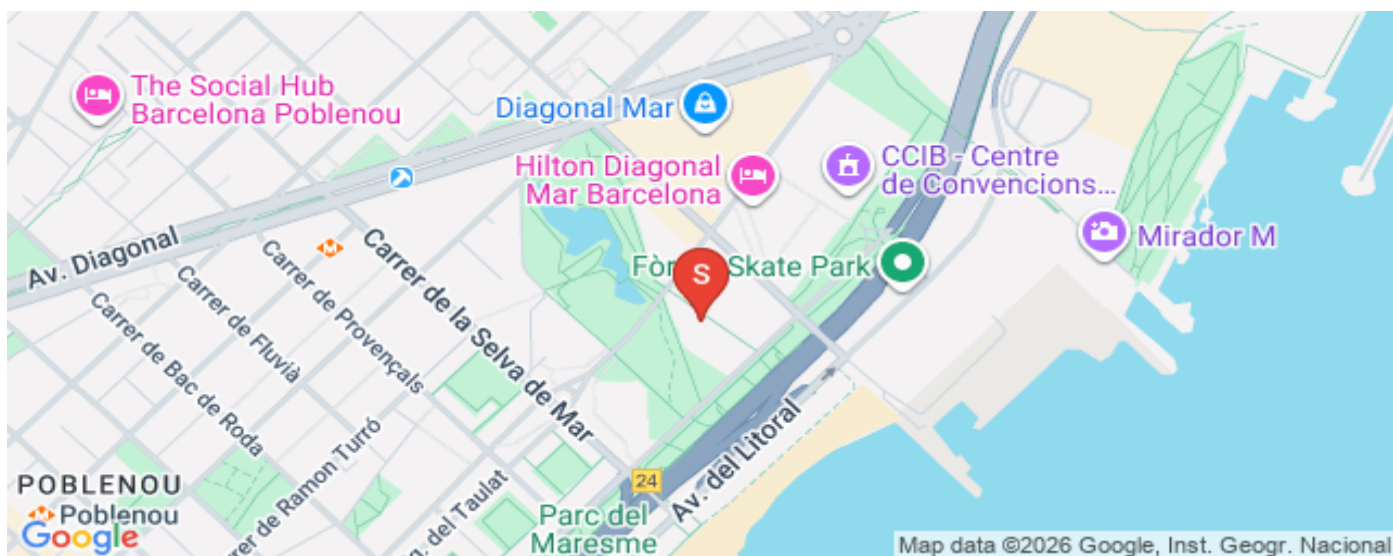 The Social Hub
Barcelona Poblenou
Diagonal Mar
Hilton Diagonal
Mar Barcelona
CCIB - Centre
de Convencions...
Mirador M
Skate Park
S
Av. Diagonal
Carrer de la Selva de Mar
Carrer de Provençals
Carrer de Fluvià
Carrer de Bac de Roda
Carrer de Ramon Turró
del Taulat
24
Av. del Litoral
Parc del
Maresme
POBLENOU
Poblenou
Google
Map data ©2026 Google, Inst. Geogr. Nacional